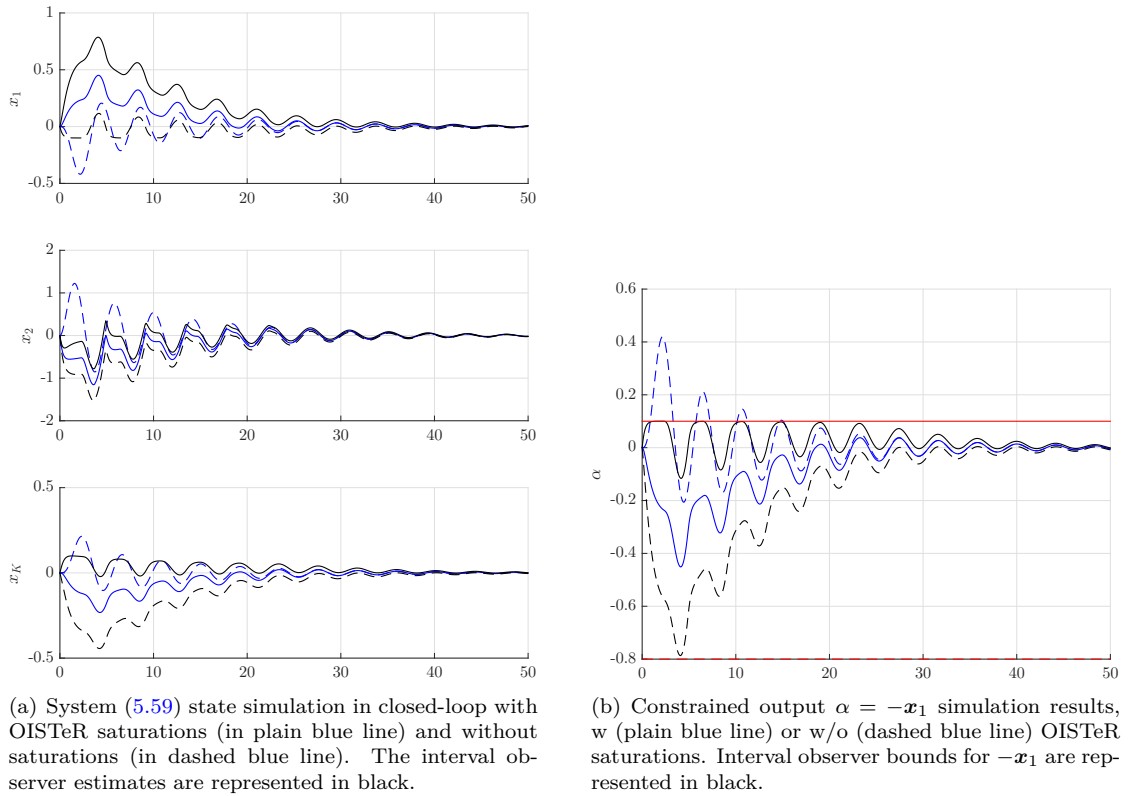 1
0.5
0
-0.5
x1
0 10 20 30 40 50
2
1
0
-1
-2
x2
0 10 20 30 40 50
0.5
0
-0.5
xK
0 10 20 30 40 50
(a) System (5.59) state simulation in closed-loop with
OISTeR saturations (in plain blue line) and without
saturations (in dashed blue line). The interval ob-
server estimates are represented in black.
0.6
0.4
0.2
0
-0.2
-0.4
-0.6
-0.8
α
0 10 20 30 40 50
(b) Constrained output α = −x1 simulation results,
w (plain blue line) or w/o (dashed blue line) OISTeR
saturations. Interval observer bounds for −x1 are rep-
resented in black.